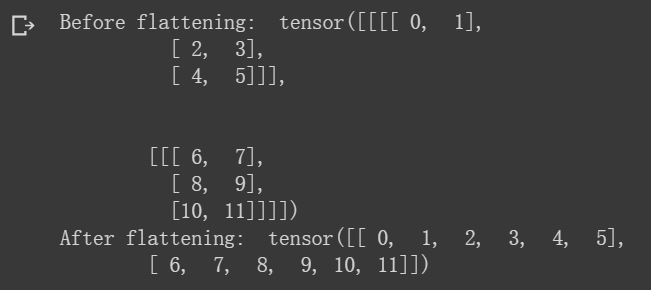 Before flattening:  tensor([[[[ 0,  1],
          [ 2,  3],
          [ 4,  5]]],


        [[[ 6,  7],
          [ 8,  9],
          [10, 11]]]])
After flattening:  tensor([[ 0,  1,  2,  3,  4,  5],
        [ 6,  7,  8,  9, 10, 11]])